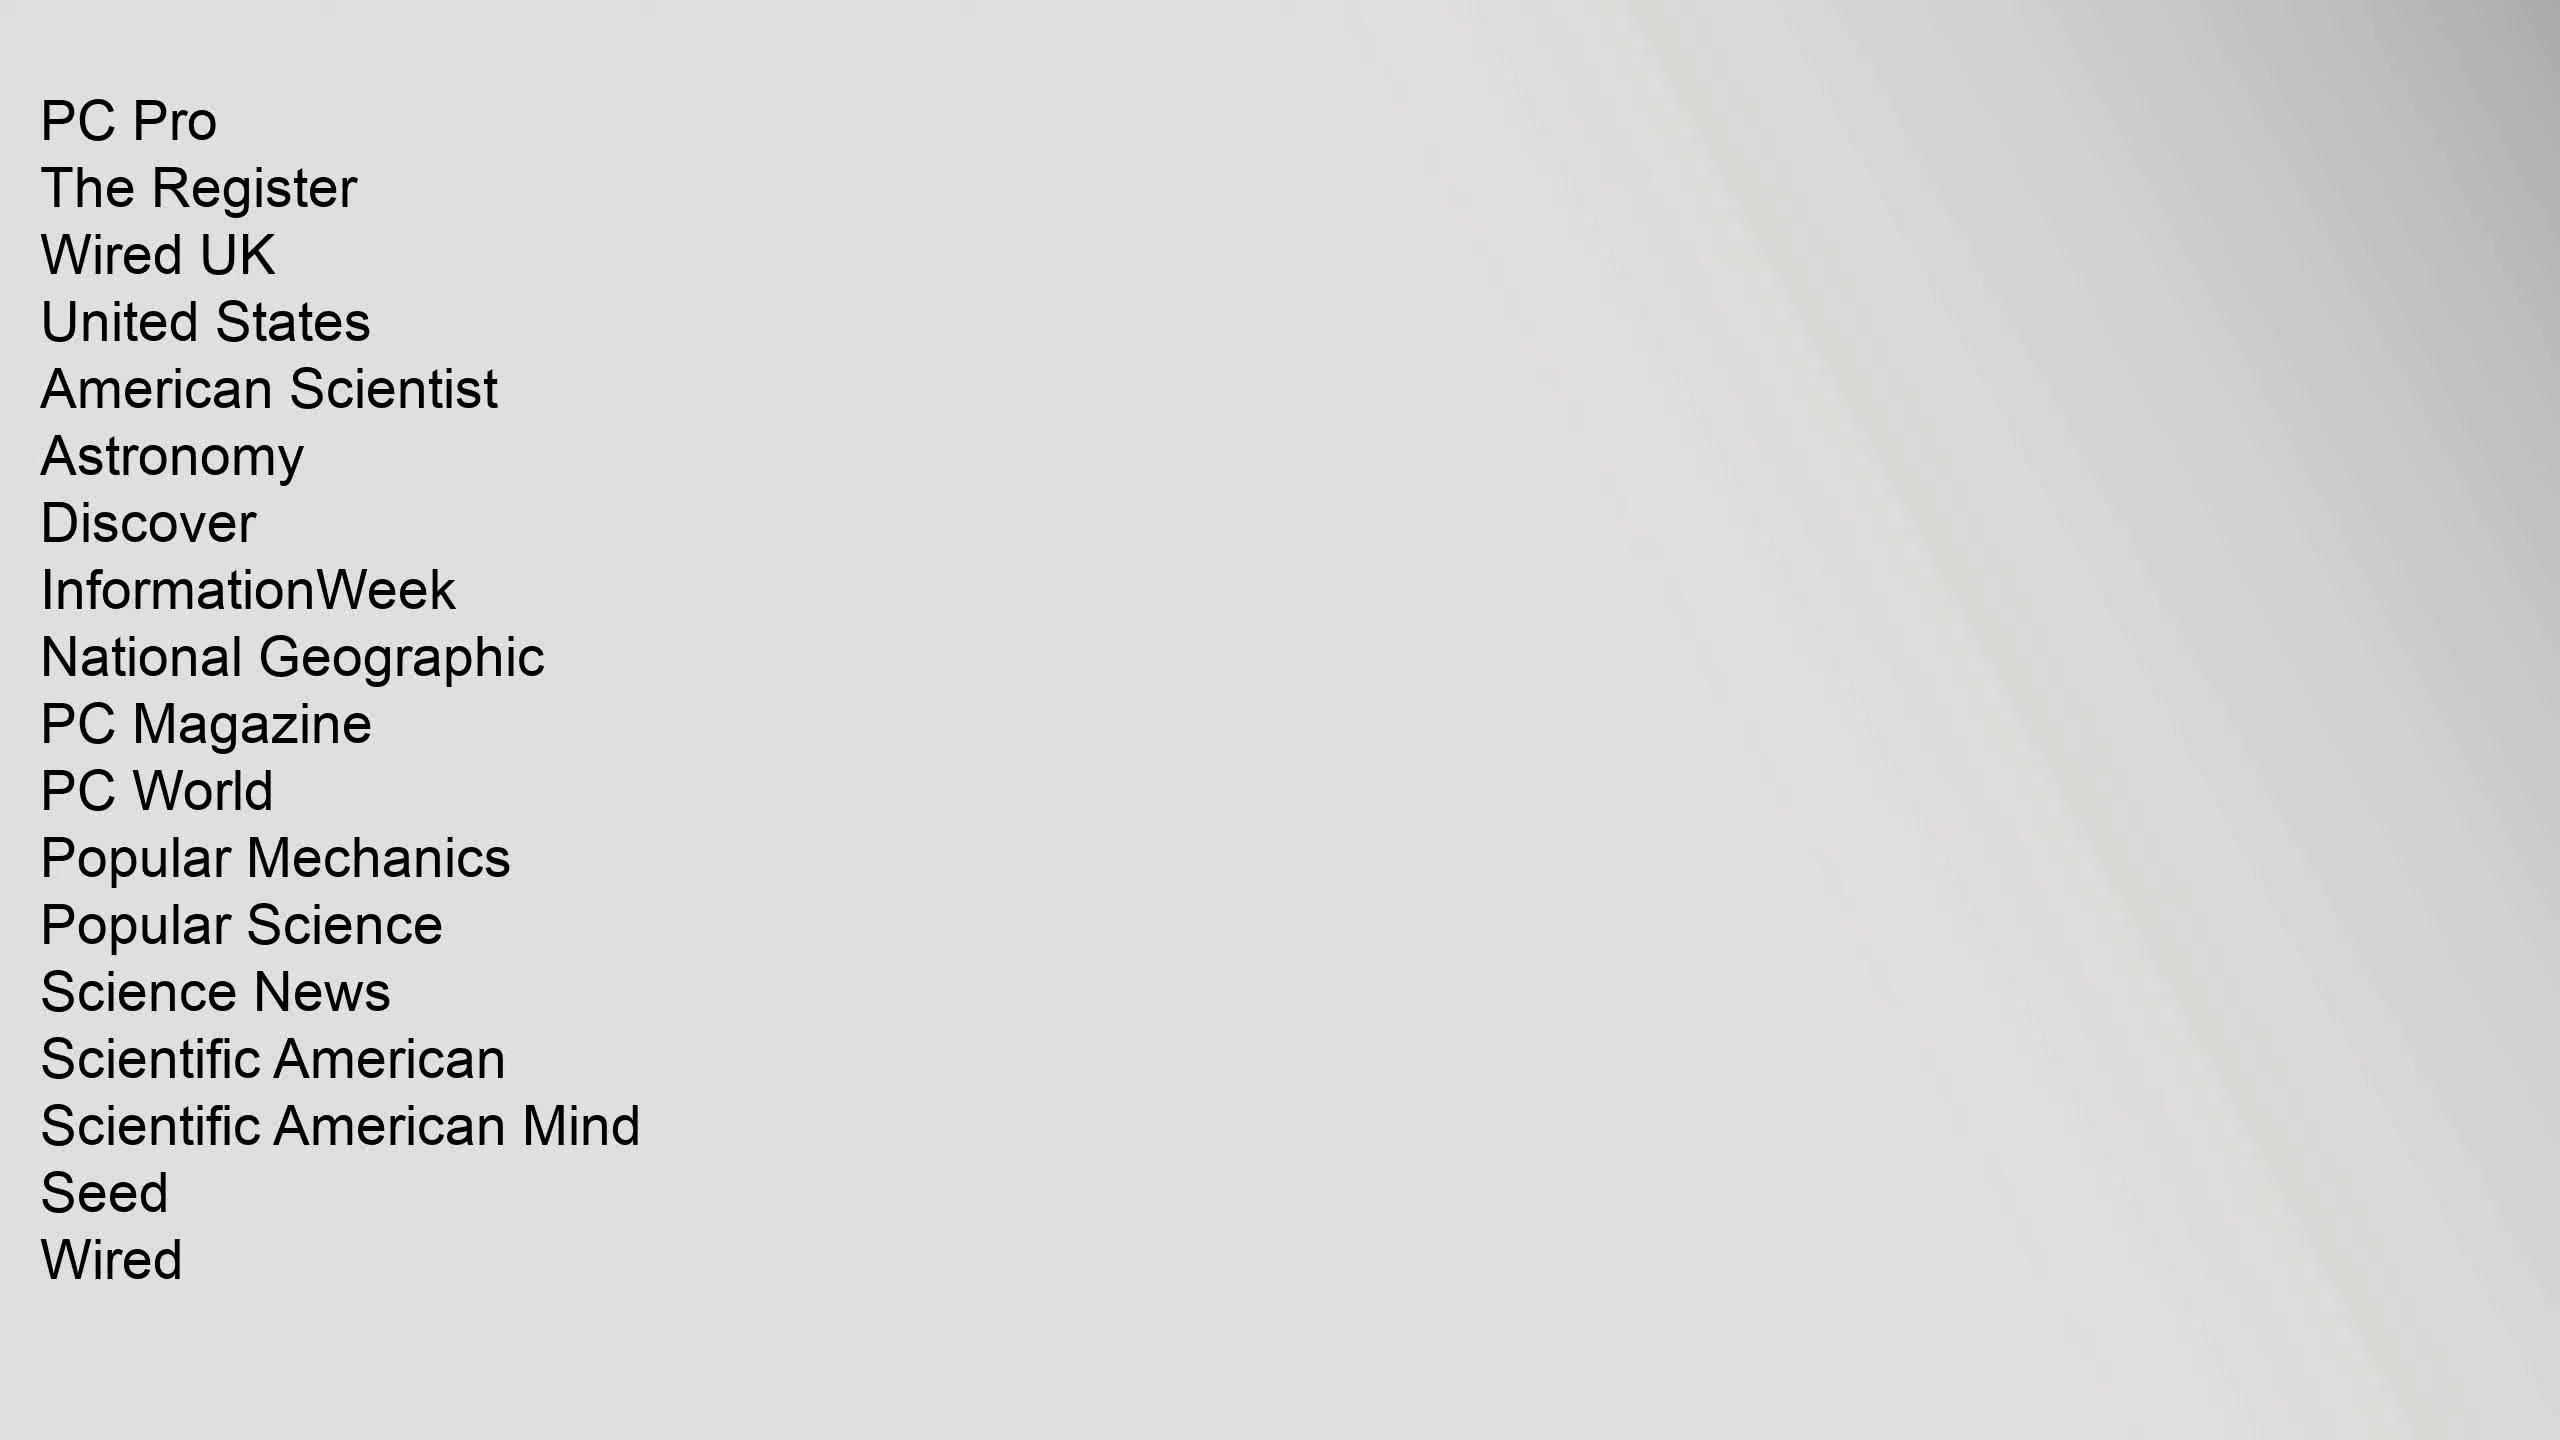 PC Pro
The Register
Wired UK
United States
American Scientist
Astronomy
Discover
InformationWeek
National Geographic
PC Magazine
PC World
Popular Mechanics
Popular Science
Science News
Scientific American
Scientific American Mind
Seed
Wired